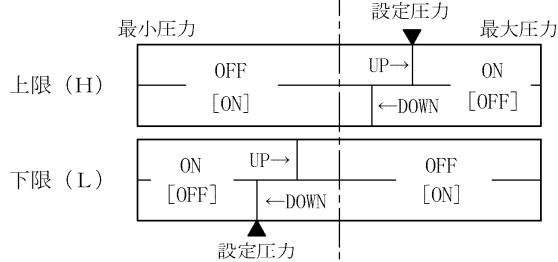 設定圧力
最小圧力
最大圧力
上限（H）
OFF
[ON]
UP→
←DOWN
ON
[OFF]
下限（L）
ON
[OFF]
UP→
←DOWN
OFF
[ON]
設定圧力